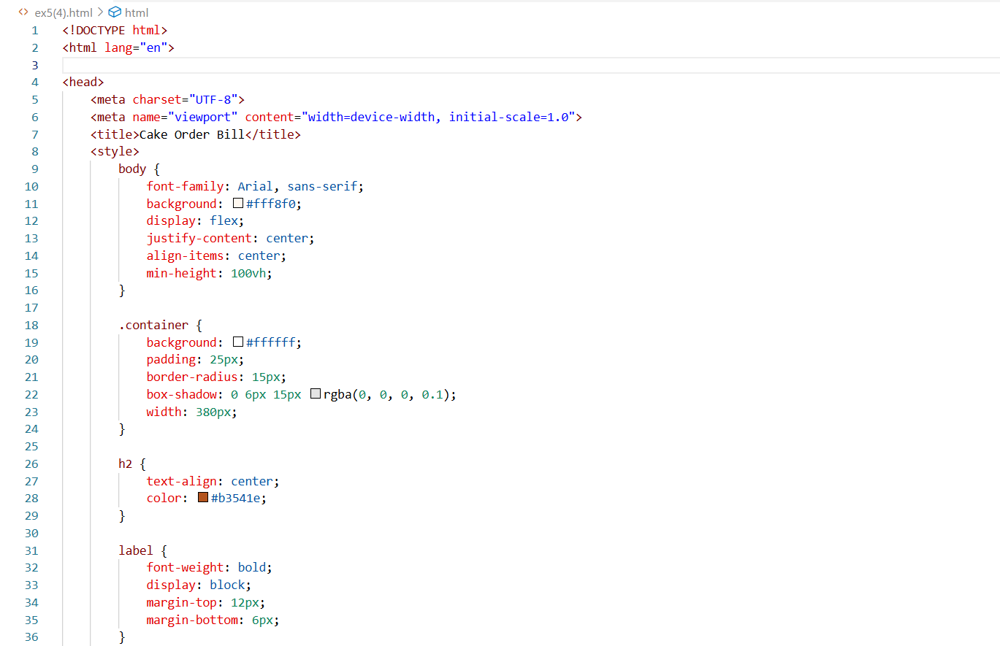 ex5(4).html > html
1 <!DOCTYPE html>
2 <html lang="en">
3
4 <head>
5     <meta charset="UTF-8">
6     <meta name="viewport" content="width=device-width, initial-scale=1.0">
7     <title>Cake Order Bill</title>
8     <style>
9         body {
10             font-family: Arial, sans-serif;
11             background: #fff8f0;
12             display: flex;
13             justify-content: center;
14             align-items: center;
15             min-height: 100vh;
16         }
17
18         .container {
19             background: #ffffff;
20             padding: 25px;
21             border-radius: 15px;
22             box-shadow: 0 6px 15px rgba(0, 0, 0, 0.1);
23             width: 380px;
24         }
25
26         h2 {
27             text-align: center;
28             color: #b3541e;
29         }
30
31         label {
32             font-weight: bold;
33             display: block;
34             margin-top: 12px;
35             margin-bottom: 6px;
36         }